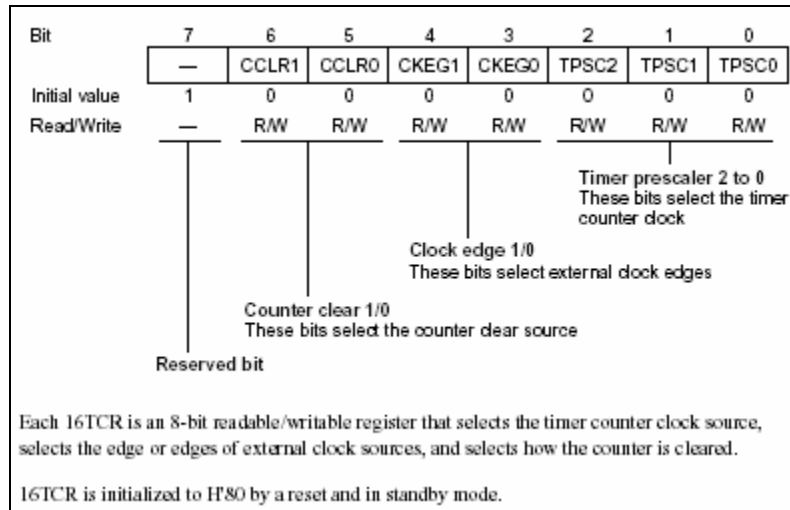 Bit 7 6 5 4 3 2 1 0
— CCLR1 CCLR0 CKEG1 CKEG0 TPSC2 TPSC1 TPSC0
Initial value 1 0 0 0 0 0 0 0
Read/Write — R/W R/W R/W R/W R/W R/W R/W
Timer prescaler 2 to 0
These bits select the timer
counter clock
Clock edge 1/0
These bits select external clock edges
Counter clear 1/0
These bits select the counter clear source
Reserved bit
Each 16TCR is an 8-bit readable/writable register that selects the timer counter clock source,
selects the edge or edges of external clock sources, and selects how the counter is cleared.
16TCR is initialized to H'80 by a reset and in standby mode.